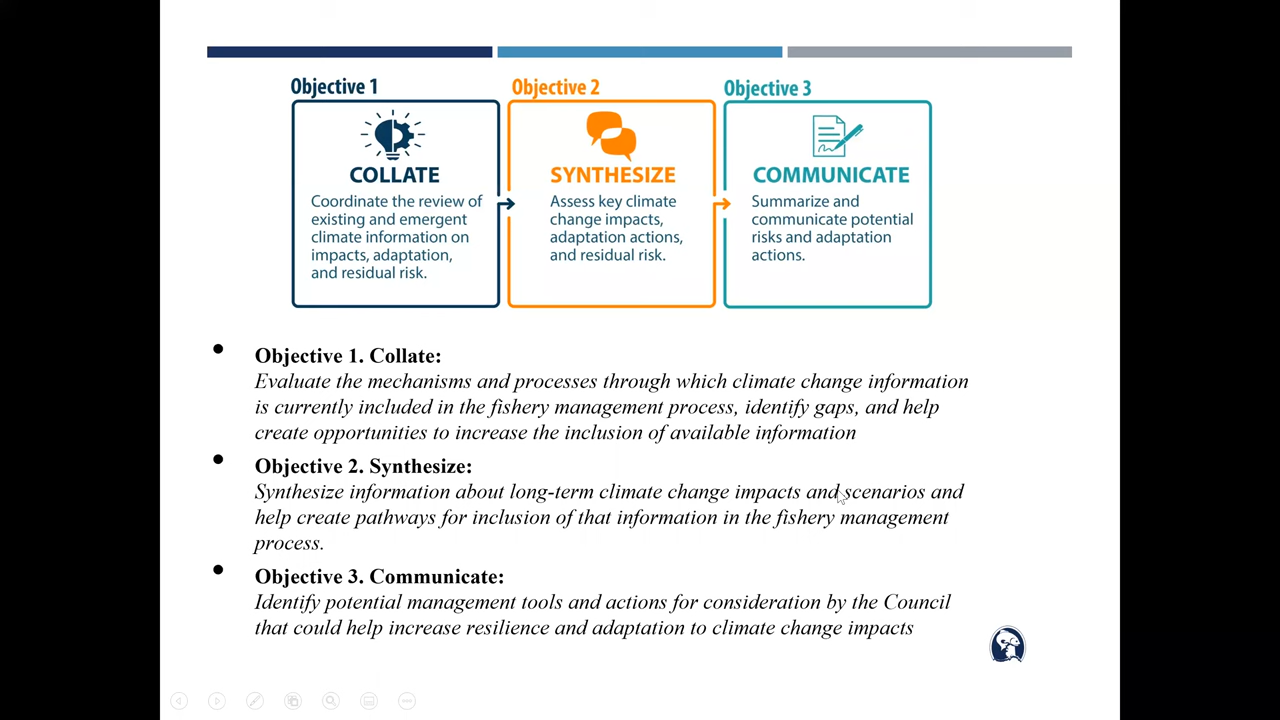 Objective 1
Objective 2
Objective 3
COLLATE
Coordinate the review of
existing and emergent
climate information on
impacts, adaptation,
and residual risk.
SYNTHESIZE
Assess key climate
change impacts,
adaptation actions,
and residual risk.
COMMUNICATE
Summarize and
communicate potential
risks and adaptation
actions.
• Objective 1. Collate:
Evaluate the mechanisms and processes through which climate change information
is currently included in the fishery management process, identify gaps, and help
create opportunities to increase the inclusion of available information
• Objective 2. Synthesize:
Synthesize information about long-term climate change impacts and scenarios and
help create pathways for inclusion of that information in the fishery management
process.
• Objective 3. Communicate:
Identify potential management tools and actions for consideration by the Council
that could help increase resilience and adaptation to climate change impacts